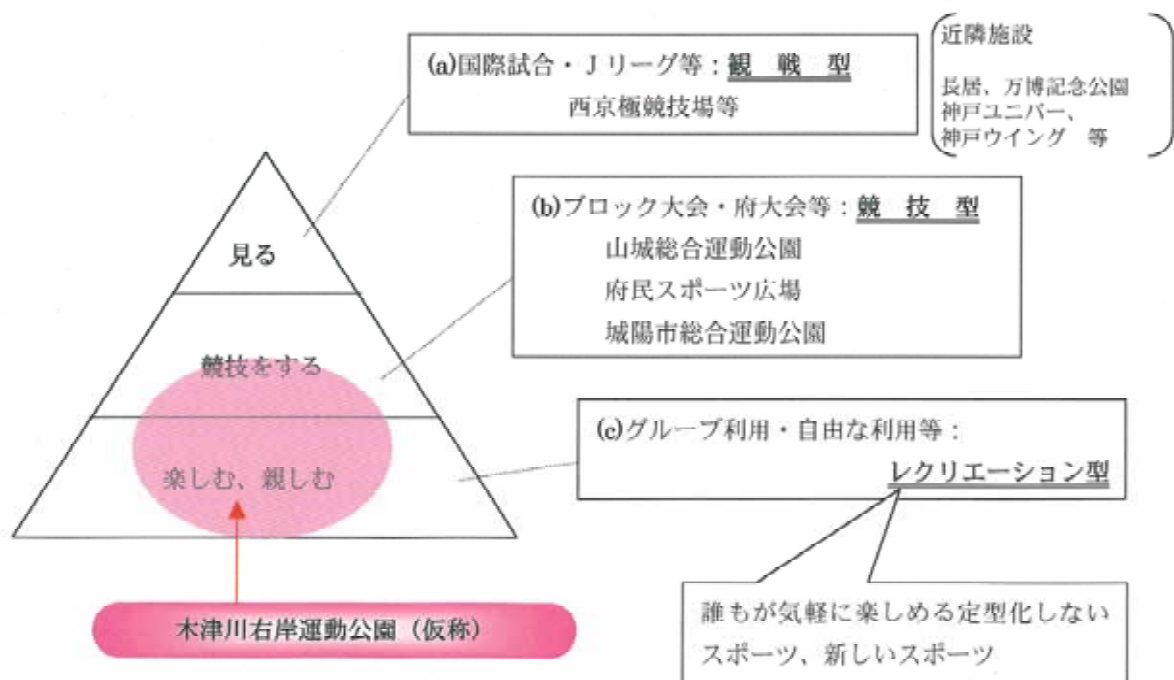 (a)国際試合・Jリーグ等：観 戦 型
西京極競技場等
近隣施設
長居、万博記念公園
神戸ユニバー、
神戸ウイング 等
(b)ブロック大会・府大会等：競 技 型
山城総合運動公園
府民スポーツ広場
城陽市総合運動公園
(c)グループ利用・自由な利用等：
レクリエーション型
誰もが気軽に楽しめる定型化しない
スポーツ、新しいスポーツ
見る
競技をする
楽しむ、親しむ
木津川右岸運動公園（仮称）